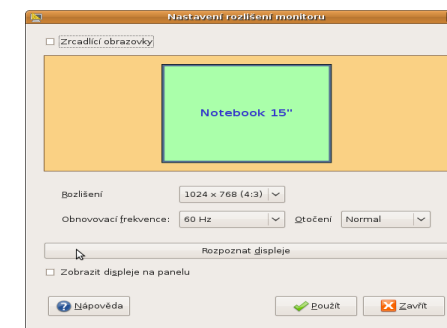 Nastavení rozlišení monitoru
Zrcadlící obrazovky
Notebook 15"
Rozlišení 1024 x 768 (4:3)
Obnovovací frekvence: 60 Hz Otočení Normal
Rozpoznat displeje
Zobrazit displeje na panelu
Nápověda Použít Zavřít